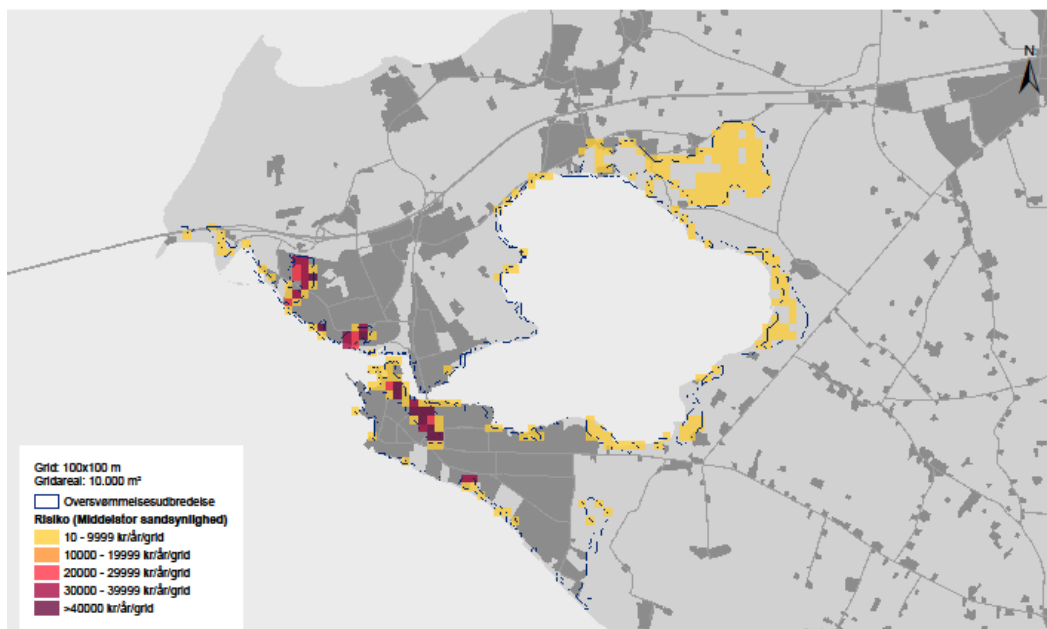 N
Grid: 100x100 m
Gridareal: 10.000 m²
Oversvømmelsesudbredelse
Risiko (Middelstor sandsynlighed)
10 - 9999 kr/år/grid
10000 - 19999 kr/år/grid
20000 - 29999 kr/år/grid
30000 - 39999 kr/år/grid
>40000 kr/år/grid